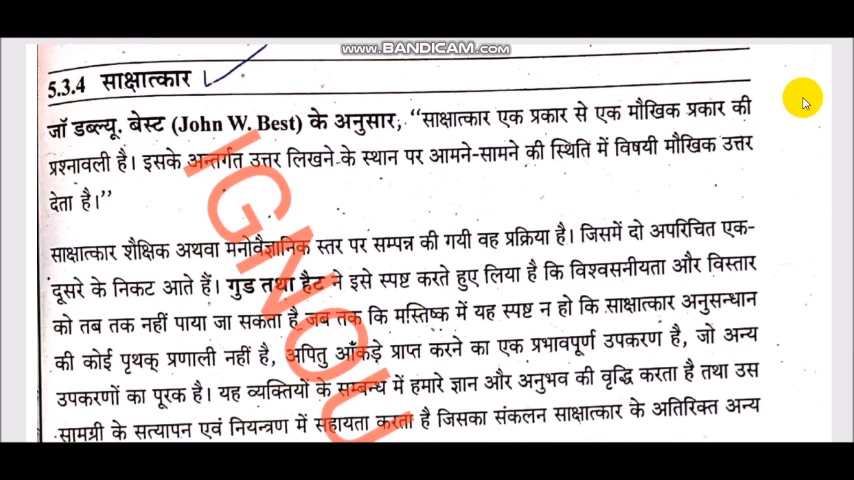 www.BANDICAM.com
5.3.4 साक्षात्कार
जॉ डब्ल्यू. बेस्ट (John W. Best) के अनुसार, “साक्षात्कार एक प्रकार से एक मौखिक प्रकार की
प्रश्नावली है। इसके अन्तर्गत उत्तर लिखने के स्थान पर आमने-सामने की स्थिति में विषयी मौखिक उत्तर
देता है।”
साक्षात्कार शैक्षिक अथवा मनोवैज्ञानिक स्तर पर सम्पन्न की गयी वह प्रक्रिया है। जिसमें दो अपरिचित एक-
दूसरे के निकट आते हैं। गुड तथा हैट ने इसे स्पष्ट करते हुए लिया है कि विश्वसनीयता और विस्तार
को तब तक नहीं पाया जा सकता है जब तक कि मस्तिष्क में यह स्पष्ट न हो कि साक्षात्कार अनुसन्धान
की कोई पृथक् प्रणाली नहीं है, अपितु आँकड़े प्राप्त करने का एक प्रभावपूर्ण उपकरण है, जो अन्य
उपकरणों का पूरक है। यह व्यक्तियों के सम्बन्ध में हमारे ज्ञान और अनुभव की वृद्धि करता है तथा उस
सामग्री के सत्यापन एवं नियन्त्रण में सहायता करता है जिसका संकलन साक्षात्कार के अतिरिक्त अन्य
IGNOU